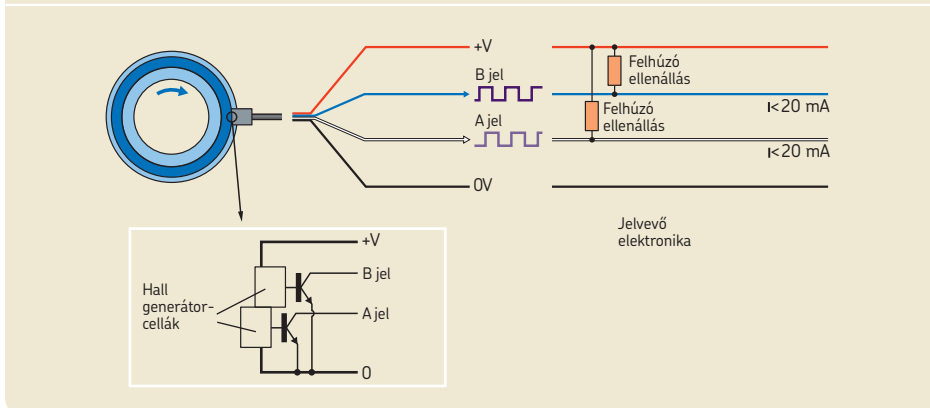 +V
B jel
Felhúzó
ellenállás
I<20 mA
A jel
Felhúzó
ellenállás
I<20 mA
0V
Jelvevő
elektronika
+V
B jel
Hall
generátor-
cellák
A jel
0